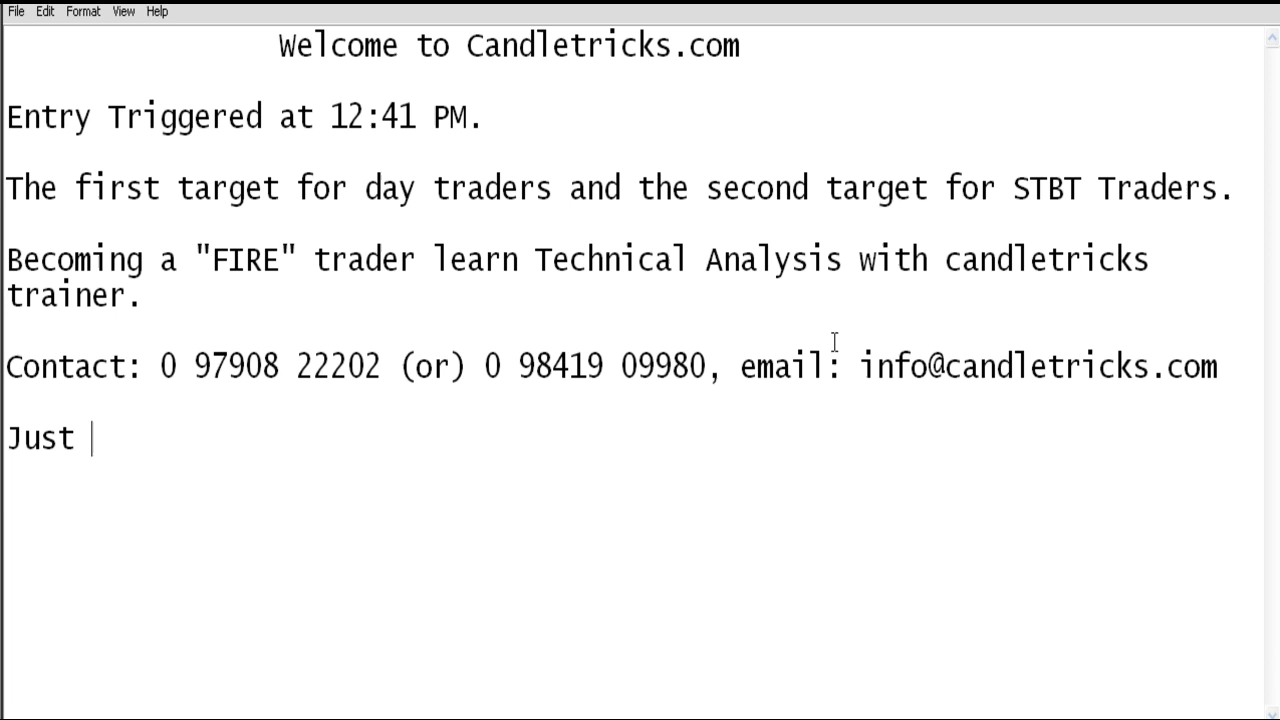 File Edit Format View Help
Welcome to Candletricks.com
Entry Triggered at 12:41 PM.
The first target for day traders and the second target for STBT Traders.
Becoming a "FIRE" trader learn Technical Analysis with candletricks
trainer.
Contact: 0 97908 22202 (or) 0 98419 09980, email: info@candletricks.com
Just